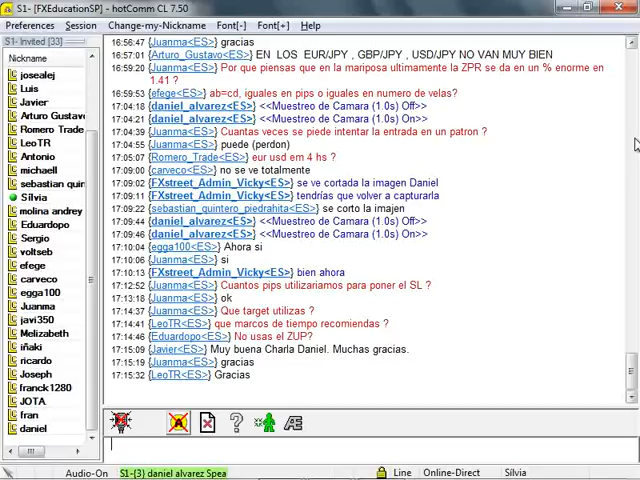 S1- [FXEducationSP] - hotComm CL 7.50
Preferences Session Change-my-Nickname Font[-] Font[+] Help
S1- Invited [33]
Nickname
josealej
Luis
Javier
Arturo Gustavo
Romero Trade
LeoTR
Antonio
michaell
sebastian quin
Sílvia
molina andrey
Eduardopo
Sergio
voltseb
efege
carveco
egga100
Juanma
javi350
Melizabeth
iñaki
ricardo
Joseph
franck1280
JOTA
fran
daniel
16:56:47 {Juanma<ES>} gracias
16:57:01 {Arturo_Gustavo<ES>} EN LOS EUR/JPY , GBP/JPY , USD/JPY NO VAN MUY BIEN
16:59:20 {Juanma<ES>} Por que piensas que en la mariposa ultimamente la ZPR se da en un % enorme en
1.41 ?
16:59:53 {efege<ES>} ab=cd, iguales en pips o iguales en numero de velas?
17:04:18 {daniel_alvarez<ES>} <<Muestreo de Camara (1.0s) Off>>
17:04:21 {daniel_alvarez<ES>} <<Muestreo de Camara (1.0s) On>>
17:04:39 {Juanma<ES>} Cuantas veces se piede intentar la entrada en un patron ?
17:04:55 {Juanma<ES>} puede (perdon)
17:05:07 {Romero_Trade<ES>} eur usd em 4 hs ?
17:09:00 {carveco<ES>} no se ve totalmente
17:09:02 {FXstreet_Admin_Vicky<ES>} se ve cortada la imagen Daniel
17:09:11 {FXstreet_Admin_Vicky<ES>} tendrías que volver a capturarla
17:09:22 {sebastian_quintero_piedrahita<ES>} se corto la imajen
17:09:44 {daniel_alvarez<ES>} <<Muestreo de Camara (1.0s) Off>>
17:09:46 {daniel_alvarez<ES>} <<Muestreo de Camara (1.0s) On>>
17:10:04 {egga100<ES>} Ahora si
17:10:06 {Juanma<ES>} si
17:10:13 {FXstreet_Admin_Vicky<ES>} bien ahora
17:12:52 {Juanma<ES>} Cuantos pips utilizariamos para poner el SL ?
17:13:18 {Juanma<ES>} ok
17:14:37 {Juanma<ES>} Que target utilizas ?
17:14:41 {LeoTR<ES>} que marcos de tiempo recomiendas ?
17:14:46 {Eduardopo<ES>} No usas el ZUP?
17:15:09 {Javier<ES>} Muy buena Charla Daniel. Muchas gracias.
17:15:19 {Juanma<ES>} gracias
17:15:32 {LeoTR<ES>} Gracias
Audio-On S1-{3} daniel alvarez Spea Line Online-Direct Sílvia